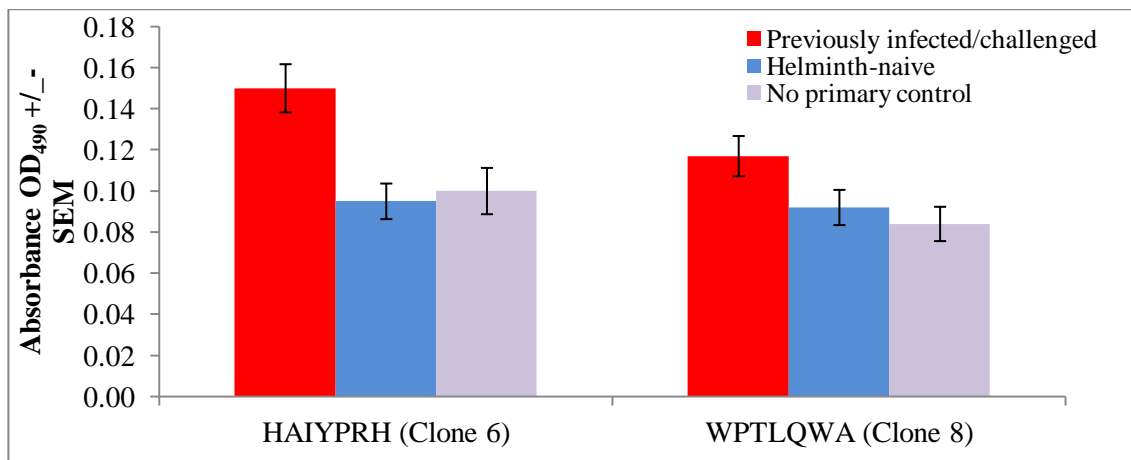 Absorbance OD490 +/_-
SEM
0.18
0.16
0.14
0.12
0.10
0.08
0.06
0.04
0.02
0.00
Previously infected/challenged
Helminth-naive
No primary control
HAIYPRH (Clone 6)
WPTLQWA (Clone 8)